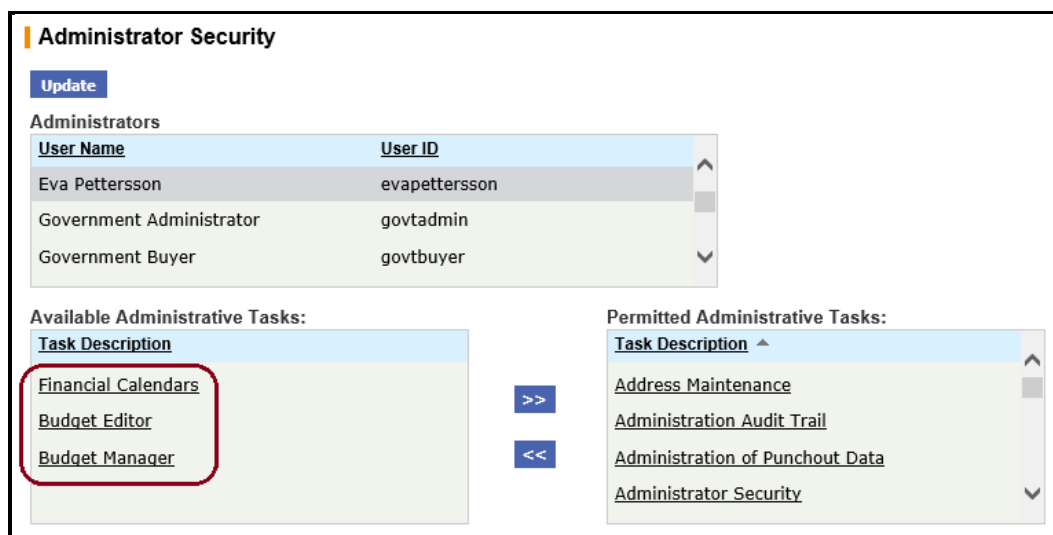 Administrator Security
Update
Administrators
User Name User ID
Eva Pettersson evapettersson
Government Administrator govtadmin
Government Buyer govtbuyer
Available Administrative Tasks:
Task Description
Financial Calendars
Budget Editor
Budget Manager
>>
<<
Permitted Administrative Tasks:
Task Description
Address Maintenance
Administration Audit Trail
Administration of Punchout Data
Administrator Security